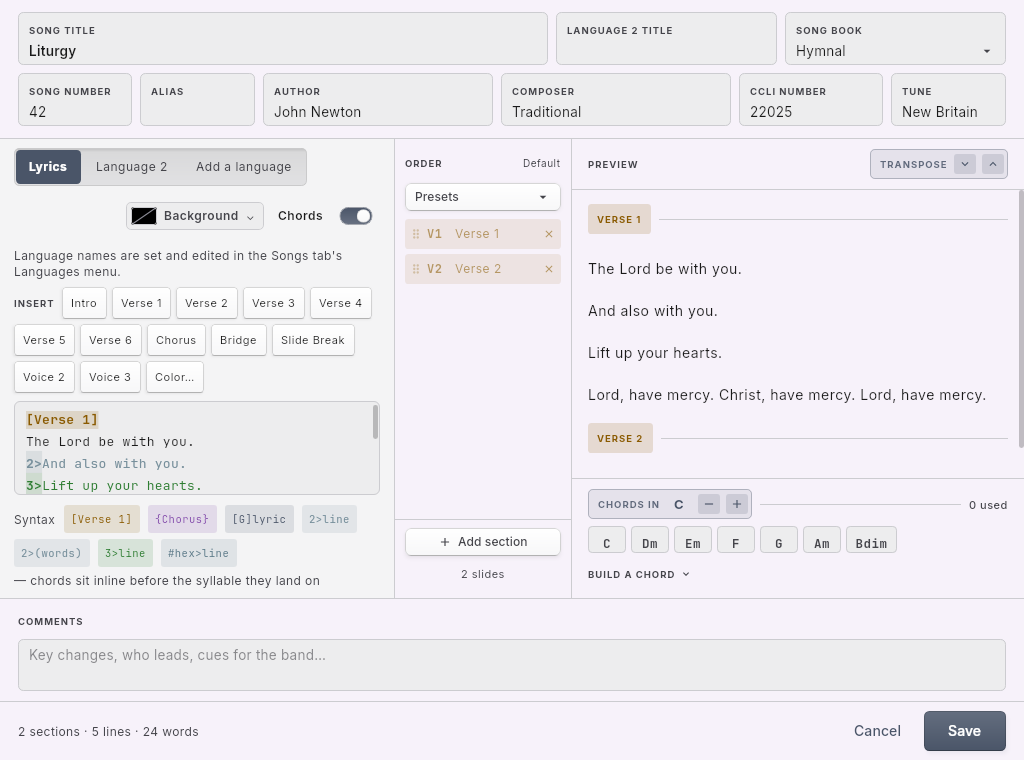 SONG TITLE
Liturgy
LANGUAGE 2 TITLE
SONG BOOK
Hymnal
SONG NUMBER
42
ALIAS
AUTHOR
John Newton
COMPOSER
Traditional
CCLI NUMBER
22025
TUNE
New Britain
Lyrics
Language 2
Add a language
Background
Chords
Language names are set and edited in the Songs tab's
Languages menu.
INSERT
Intro
Verse 1
Verse 2
Verse 3
Verse 4
Verse 5
Verse 6
Chorus
Bridge
Slide Break
Voice 2
Voice 3
Color...
[Verse 1]
The Lord be with you.
2>And also with you.
3>Lift up your hearts.
Syntax
[Verse 1]
{Chorus}
[G]lyric
2>line
2>(words)
3>line
#hex>line
— chords sit inline before the syllable they land on
ORDER
Default
Presets
V1 Verse 1 ×
V2 Verse 2 ×
+ Add section
2 slides
PREVIEW
TRANSPOSE
VERSE 1
The Lord be with you.
And also with you.
Lift up your hearts.
Lord, have mercy. Christ, have mercy. Lord, have mercy.
VERSE 2
CHORDS IN C − +
0 used
C
Dm
Em
F
G
Am
Bdim
BUILD A CHORD
COMMENTS
Key changes, who leads, cues for the band...
2 sections · 5 lines · 24 words
Cancel
Save